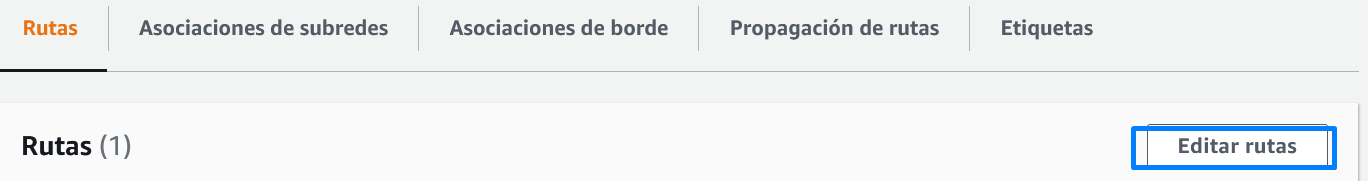 Rutas
Asociaciones de subredes
Asociaciones de borde
Propagación de rutas
Etiquetas
Rutas (1)
Editar rutas